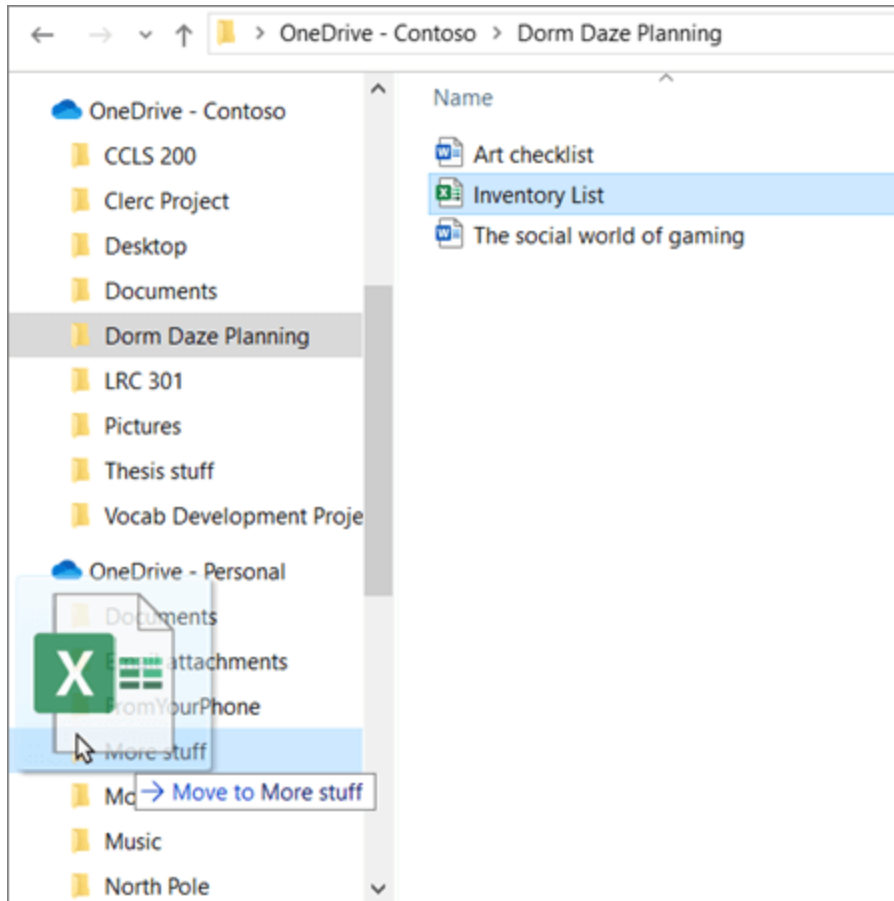 OneDrive - Contoso > Dorm Daze Planning
OneDrive - Contoso
CCLS 200
Clerc Project
Desktop
Documents
Dorm Daze Planning
LRC 301
Pictures
Thesis stuff
Vocab Development Proje
OneDrive - Personal
Documents
attachments
FromYourPhone
More stuff
→ Move to More stuff
Music
North Pole
Name
Art checklist
Inventory List
The social world of gaming